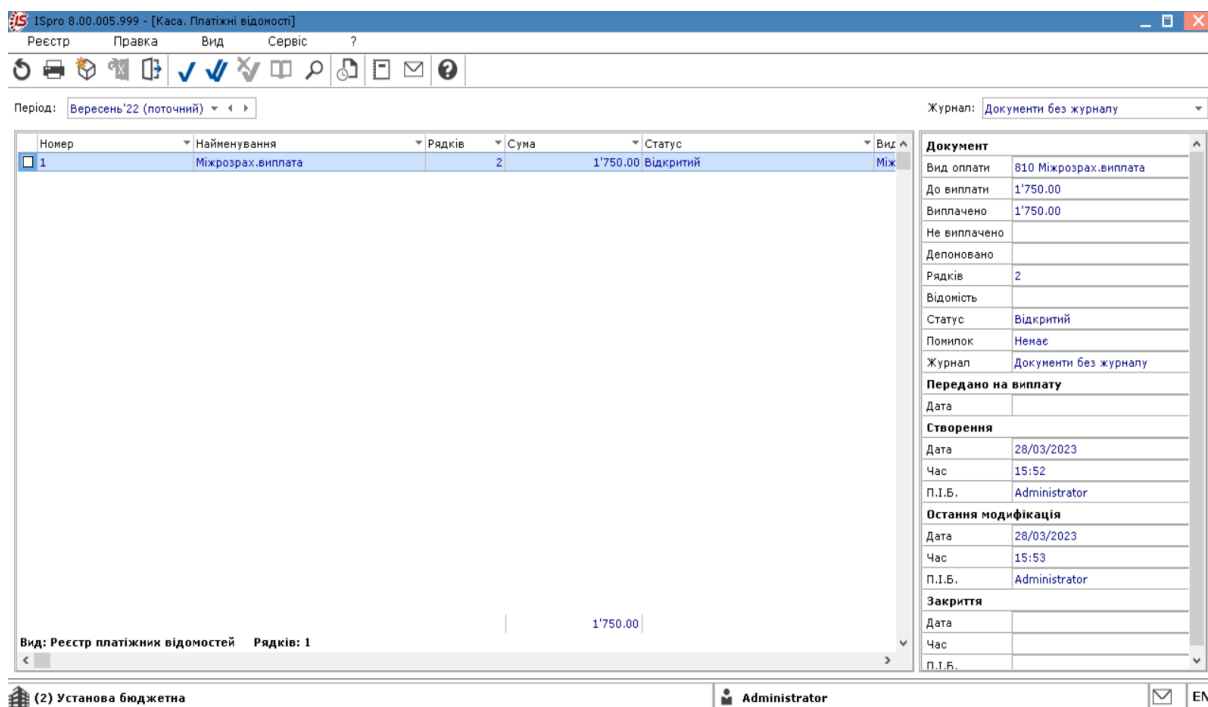 ISpro 8.00.005.999 - [Каса. Платіжні відомості]
Реєстр Правка Вид Сервіс ?
Період: Вересень'22 (поточний) Журнал: Документи без журналу
Номер Найменування Рядків Сума Статус Вид
1 Міжрозрах.виплата 2 1'750.00 Відкритий Між
1'750.00
Вид: Реєстр платіжних відомостей Рядків: 1
Документ
Вид оплати 810 Міжрозрах.виплата
До виплати 1'750.00
Виплачено 1'750.00
Не виплачено
Депоновано
Рядків 2
Відомість
Статус Відкритий
Помилок Немає
Журнал Документи без журналу
Передано на виплату
Дата
Створення
Дата 28/03/2023
Час 15:52
П.І.Б. Administrator
Остання модифікація
Дата 28/03/2023
Час 15:53
П.І.Б. Administrator
Закриття
Дата
Час
П.І.Б.
(2) Установа бюджетна Administrator EN